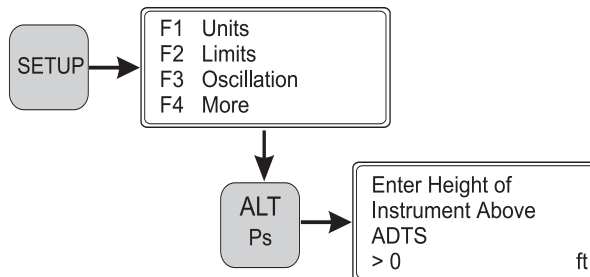 SETUP
F1 Units
F2 Limits
F3 Oscillation
F4 More
ALT
Ps
Enter Height of
Instrument Above
ADTS
> 0 ft